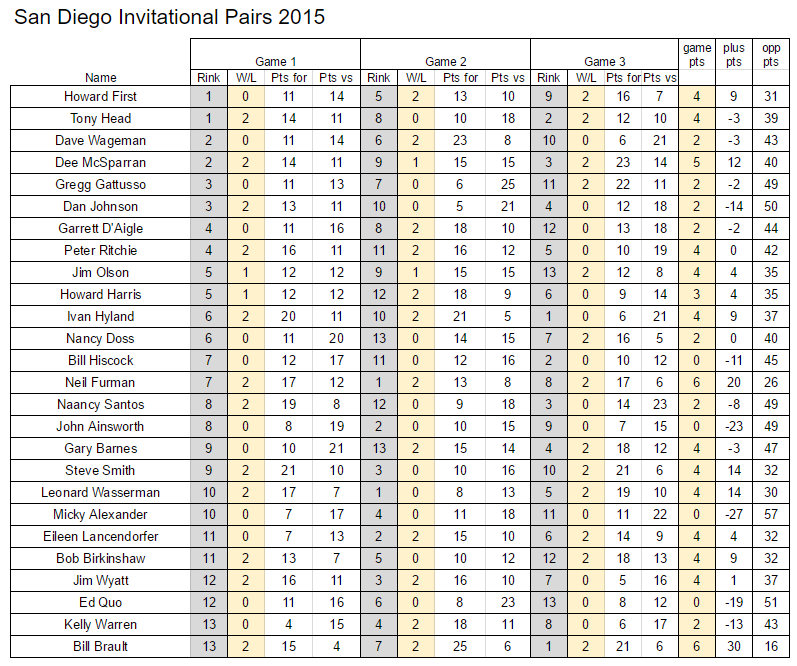 San Diego Invitational Pairs 2015
Game 1 Game 2 Game 3 game pts plus pts opp pts
Name Rink W/L Pts for Pts vs Rink W/L Pts for Pts vs Rink W/L Pts for Pts vs
Howard First 1 0 11 14 5 2 13 10 9 2 16 7 4 9 31
Tony Head 1 2 14 11 8 0 10 18 2 2 12 10 4 -3 39
Dave Wageman 2 0 11 14 6 2 23 8 10 0 6 21 2 -3 43
Dee McSparran 2 2 14 11 9 1 15 15 3 2 23 14 5 12 40
Gregg Gattusso 3 0 11 13 7 0 6 25 11 2 22 11 2 -2 49
Dan Johnson 3 2 13 11 10 0 5 21 4 0 12 18 2 -14 50
Garrett D'Aigle 4 0 11 16 8 2 18 10 12 0 13 18 2 -2 44
Peter Ritchie 4 2 16 11 11 2 16 12 5 0 10 19 4 0 42
Jim Olson 5 1 12 12 9 1 15 15 13 2 12 8 4 4 35
Howard Harris 5 1 12 12 12 2 18 9 6 0 9 14 3 4 35
Ivan Hyland 6 2 20 11 10 2 21 5 1 0 6 21 4 9 37
Nancy Doss 6 0 11 20 13 0 14 15 7 2 16 5 2 0 40
Bill Hiscock 7 0 12 17 11 0 12 16 2 0 10 12 0 -11 45
Neil Furman 7 2 17 12 1 2 13 8 8 2 17 6 6 20 26
Naancy Santos 8 2 19 8 12 0 9 18 3 0 14 23 2 -8 49
John Ainsworth 8 0 8 19 2 0 10 15 9 0 7 15 0 -23 49
Gary Barnes 9 0 10 21 13 2 15 14 4 2 18 12 4 -3 47
Steve Smith 9 2 21 10 3 0 10 16 10 2 21 6 4 14 32
Leonard Wasserman 10 2 17 7 1 0 8 13 5 2 19 10 4 14 30
Micky Alexander 10 0 7 17 4 0 11 18 11 0 11 22 0 -27 57
Eileen Lancendorfer 11 0 7 13 2 2 15 10 6 2 14 9 4 4 32
Bob Birkinshaw 11 2 13 7 5 0 10 12 12 2 18 13 4 9 32
Jim Wyatt 12 2 16 11 3 2 16 10 7 0 5 16 4 1 37
Ed Quo 12 0 11 16 6 0 8 23 13 0 8 12 0 -19 51
Kelly Warren 13 0 4 15 4 2 18 11 8 0 6 17 2 -13 43
Bill Brault 13 2 15 4 7 2 25 6 1 2 21 6 6 30 16